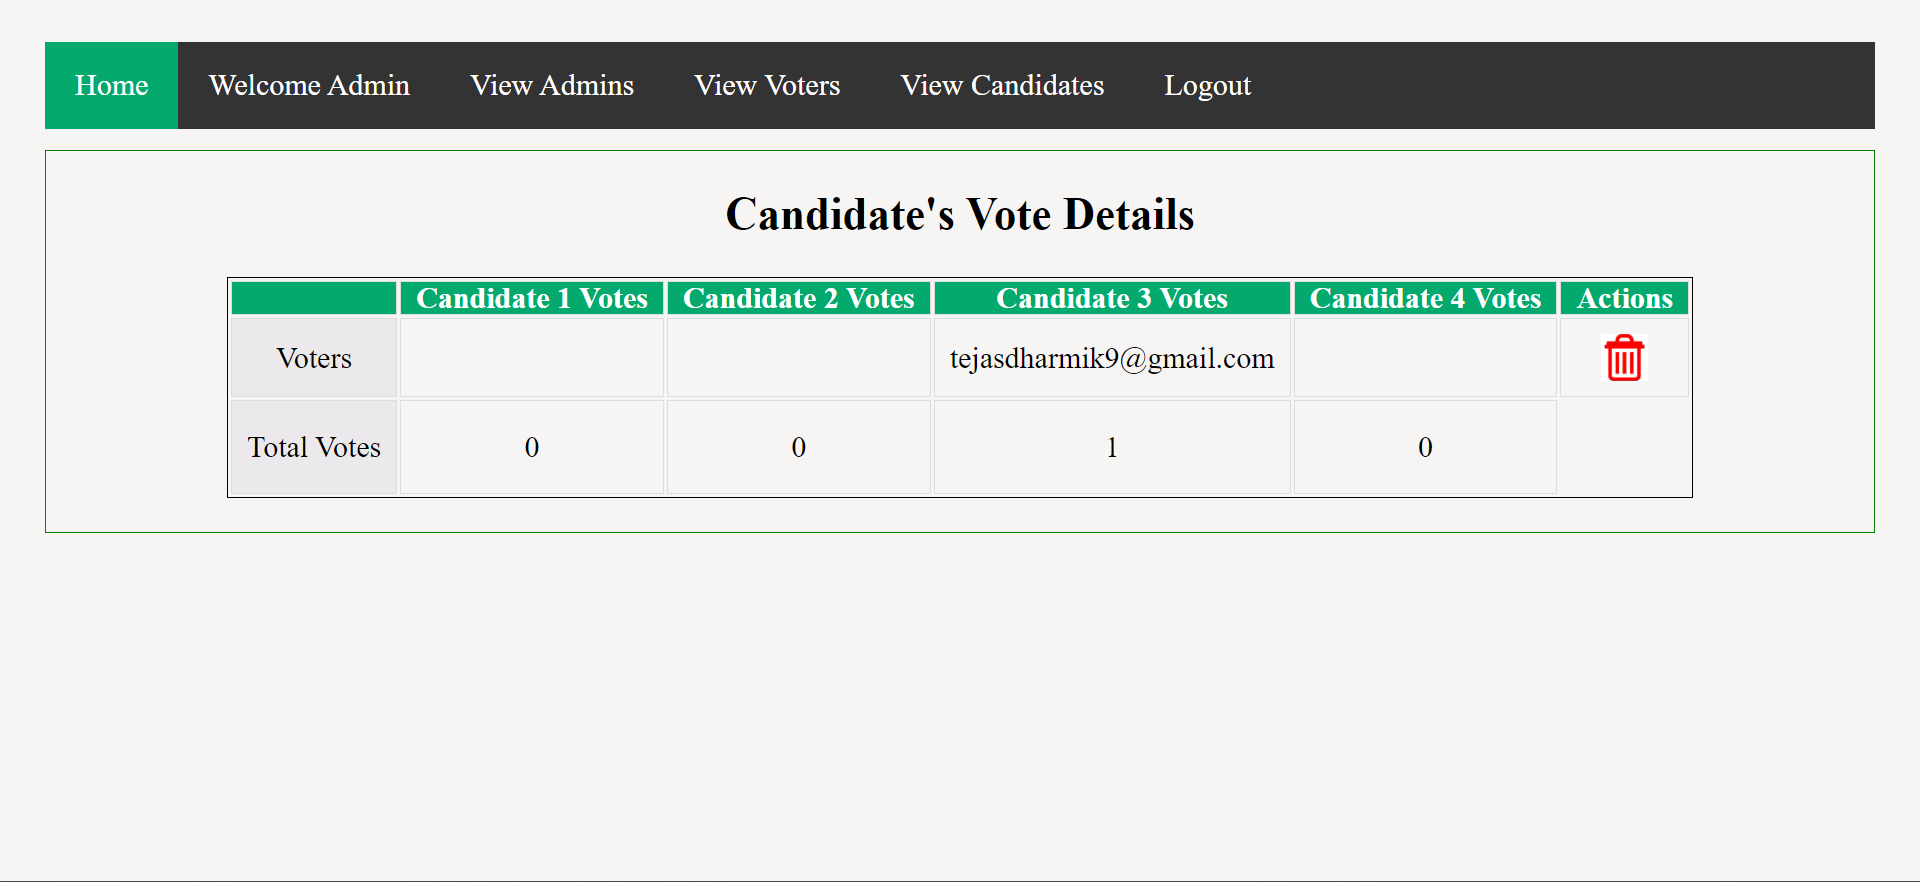 Home Welcome Admin View Admins View Voters View Candidates Logout
Candidate's Vote Details
Candidate 1 Votes Candidate 2 Votes Candidate 3 Votes Candidate 4 Votes Actions
Voters tejasdharmik9@gmail.com
Total Votes 0 0 1 0